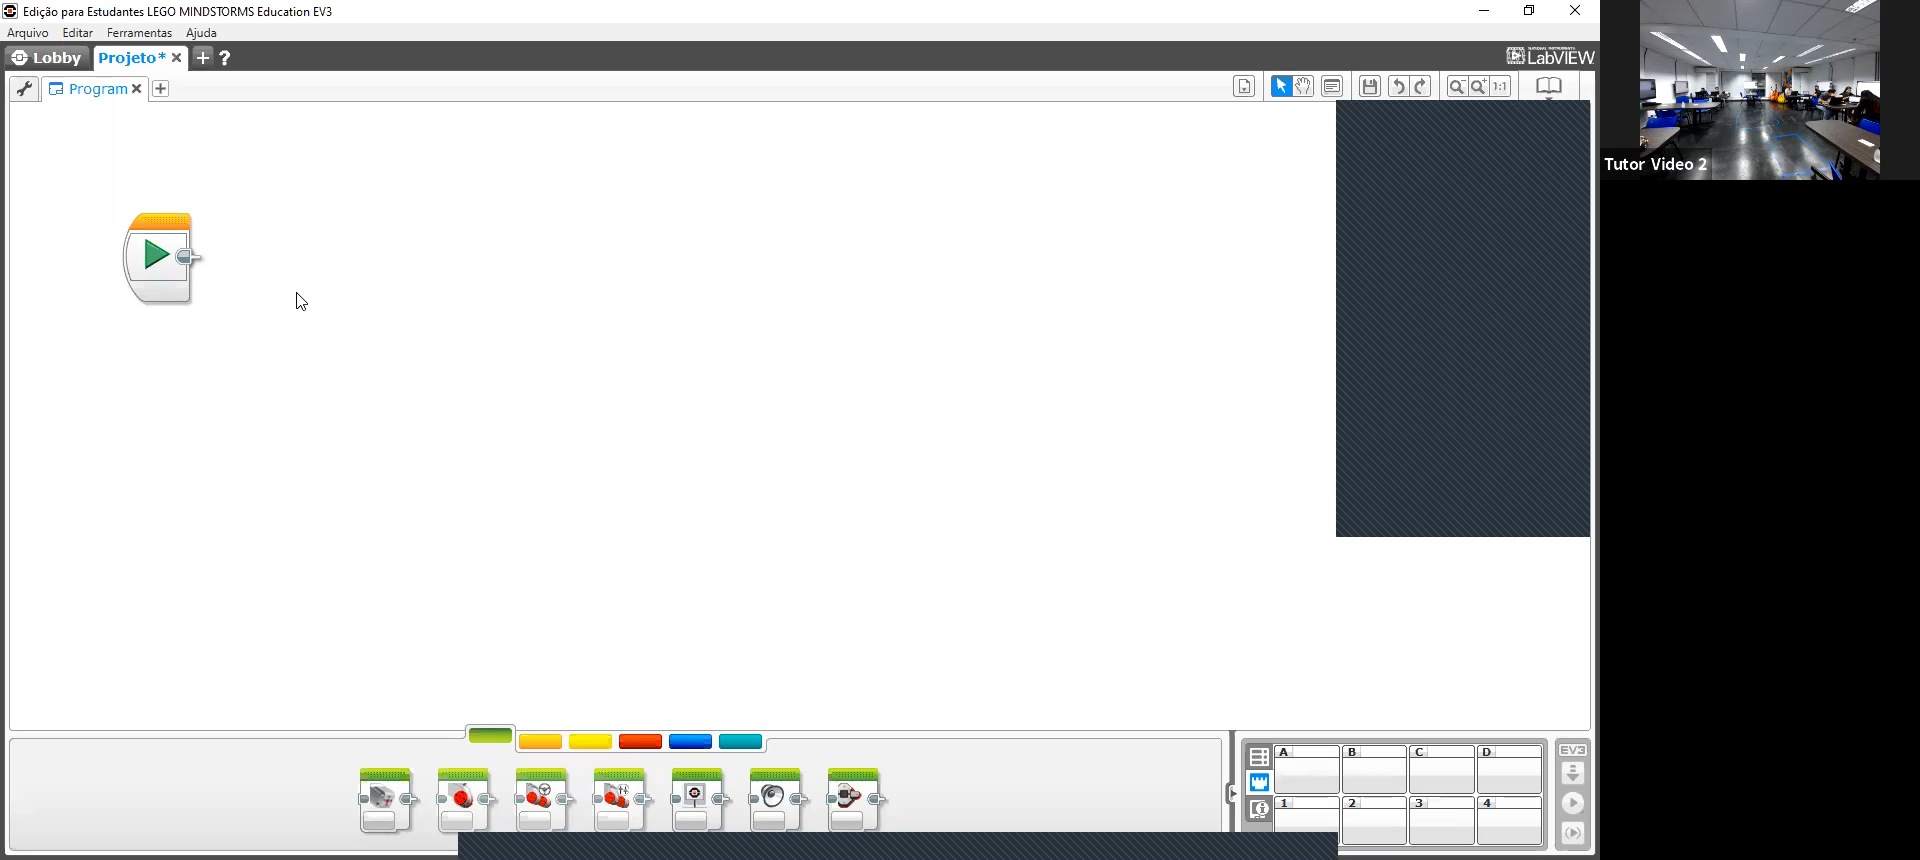 Edição para Estudantes LEGO MINDSTORMS Education EV3
Arquivo Editar Ferramentas Ajuda
Lobby Projeto* + ?
LabVIEW
Program +
1:1
Tutor Video 2
A B C D
EV3
1 2 3 4